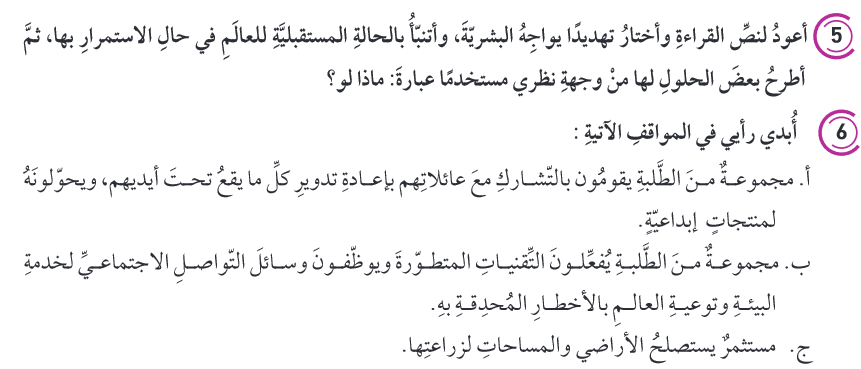 5 أعودُ لنصِّ القراءةِ وأختارُ تهديدًا يواجِهُ البشريّةَ، وأتنبّأُ بالحالةِ المستقبليَّةِ للعالَمِ في حالِ الاستمرارِ بها، ثمَّ
أطرحُ بعضَ الحلولِ لها منْ وجهةِ نظري مستخدمًا عبارةَ: ماذا لو؟
6 أُبدي رأيي في المواقفِ الآتيةِ :
أ. مجموعةٌ منَ الطَّلبةِ يقومُون بالتّشاركِ معَ عائلاتِهم بإعادةِ تدويرِ كلِّ ما يقعُ تحتَ أيديهم، ويحوّلونَهُ
لمنتجاتٍ إبداعيّةٍ.
ب. مجموعةٌ منَ الطَّلبةِ يُفعِّلونَ التِّقنياتِ المتطوّرةَ ويوظّفونَ وسائلَ التّواصلِ الاجتماعيِّ لخدمةِ
البيئةِ وتوعيةِ العالمِ بالأخطارِ المُحدِقةِ بهِ.
ج. مستثمرٌ يستصلحُ الأراضي والمساحاتِ لزراعتِها.